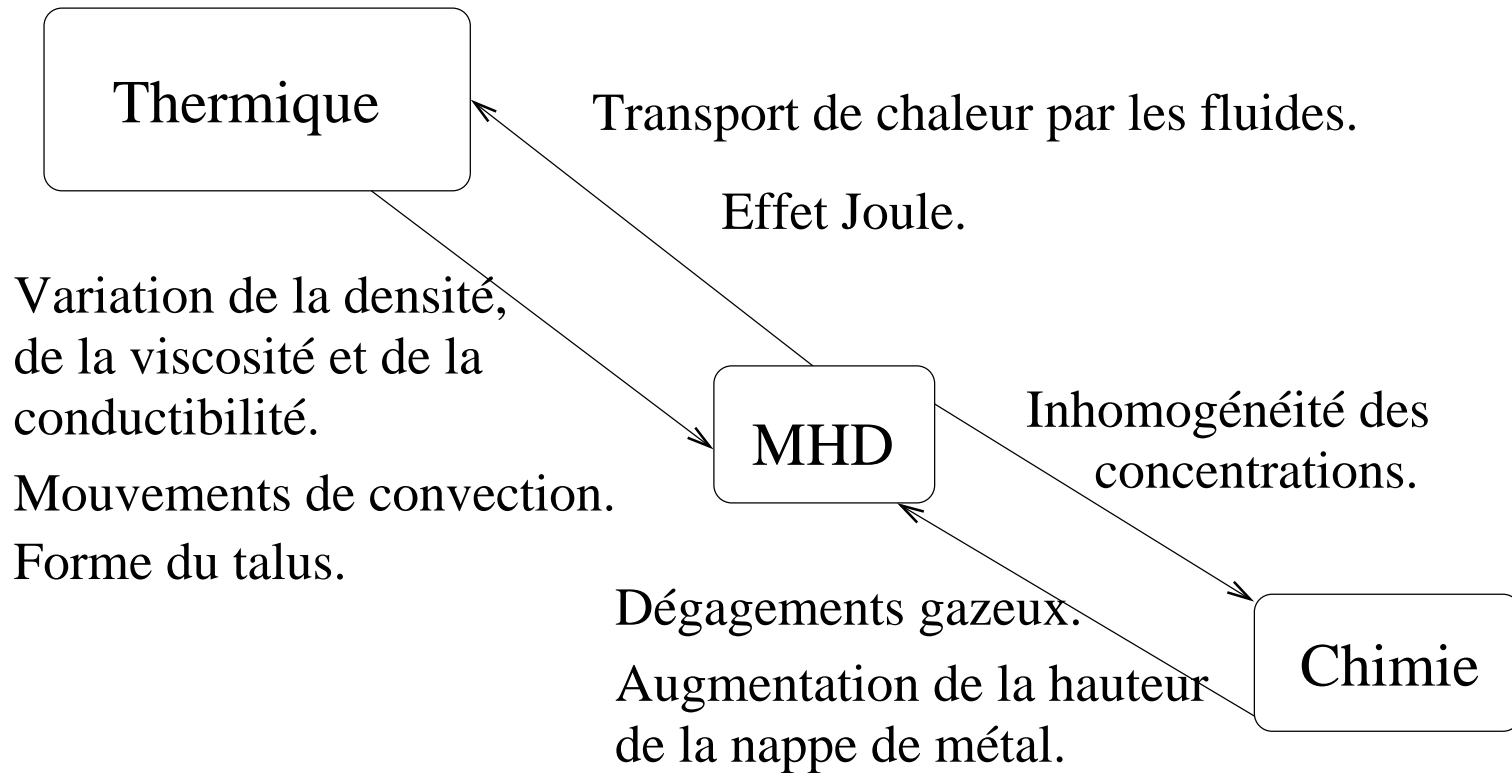 Thermique
Transport de chaleur par les fluides.
Effet Joule.
Variation de la densité,
de la viscosité et de la
conductibilité.
Mouvements de convection.
Forme du talus.
MHD
Inhomogénéité des
concentrations.
Dégagements gazeux.
Augmentation de la hauteur
de la nappe de métal.
Chimie